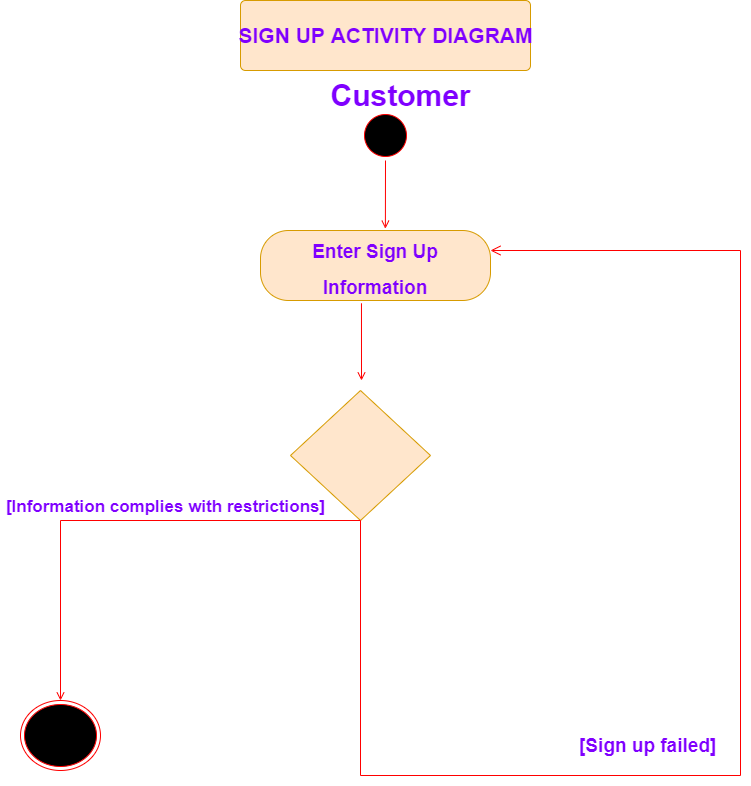 SIGN UP ACTIVITY DIAGRAM
Customer
Enter Sign Up
Information
[Information complies with restrictions]
[Sign up failed]